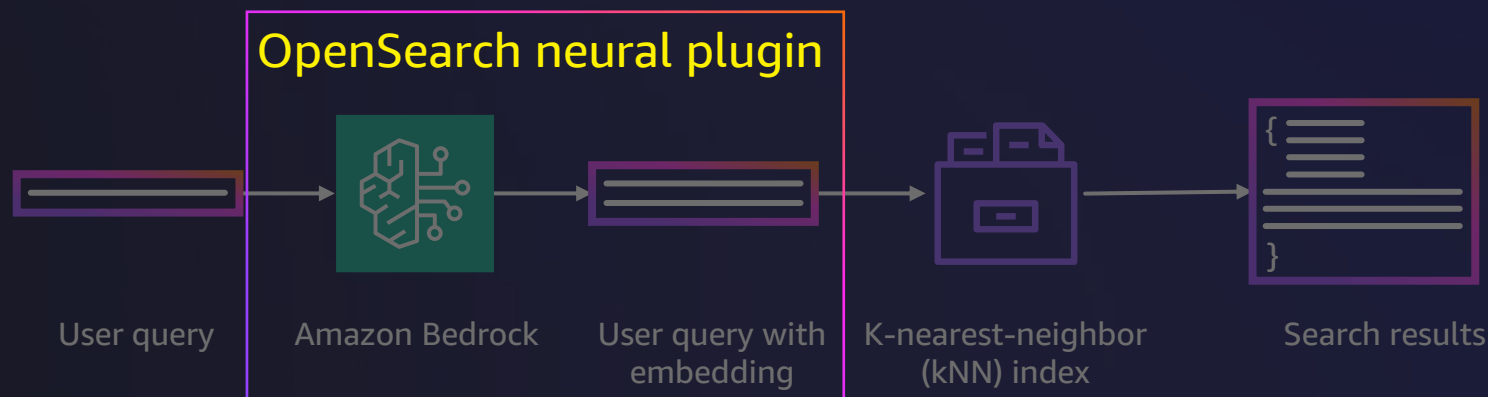 OpenSearch neural plugin
{
}
User query
Amazon Bedrock
User query with
embedding
K-nearest-neighbor
(kNN) index
Search results